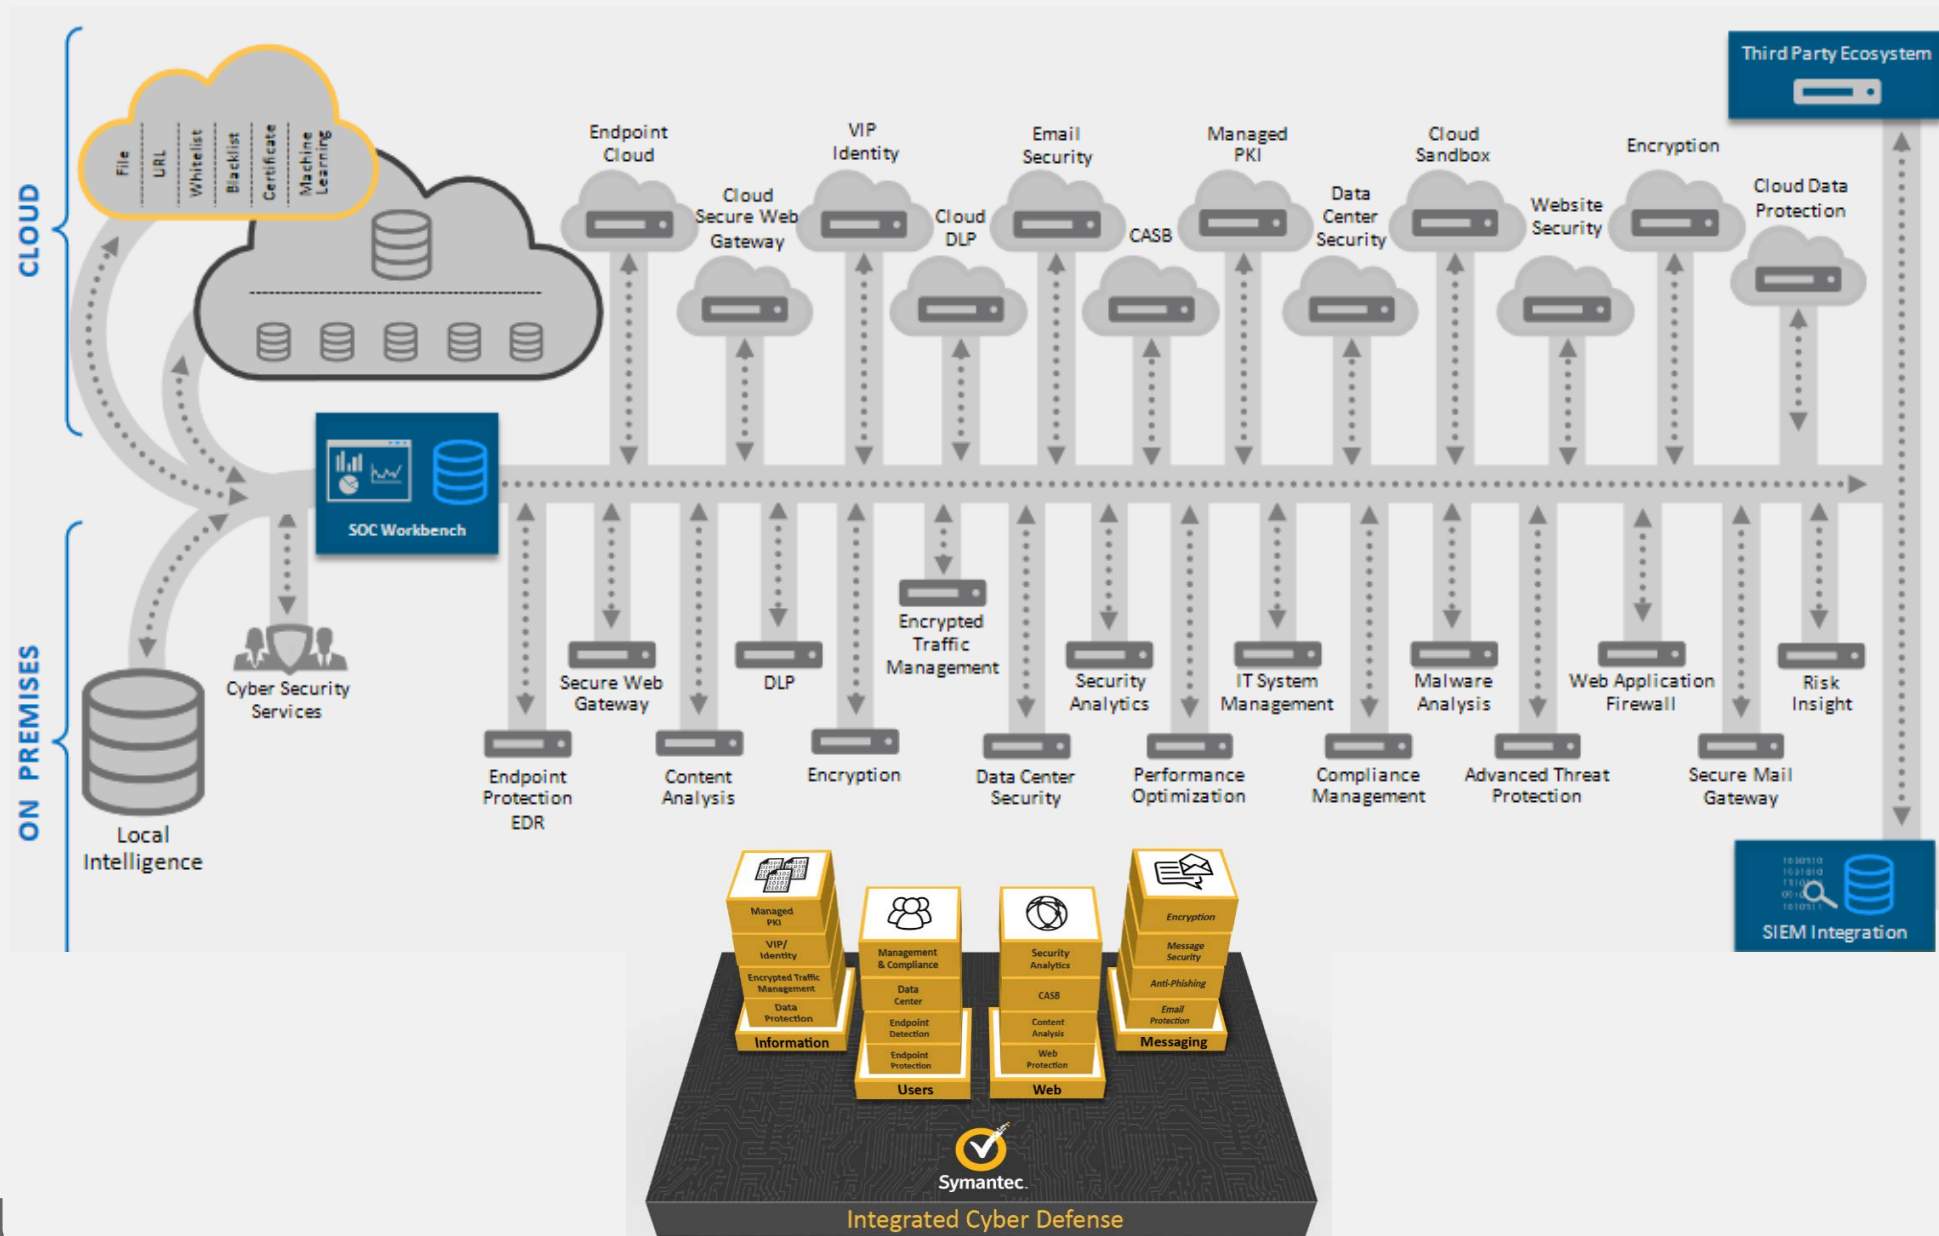 CLOUD
File
URL
Whitelist
Blacklist
Certificate
Machine
Learning
Endpoint
Cloud
Cloud
Secure Web
Gateway
VIP
Identity
Cloud
DLP
Email
Security
CASB
Managed
PKI
Data
Center
Security
Cloud
Sandbox
Website
Security
Encryption
Cloud Data
Protection
Third Party Ecosystem
SOC Workbench
ON PREMISES
Local
Intelligence
Cyber Security
Services
Endpoint
Protection
EDR
Secure Web
Gateway
Content
Analysis
DLP
Encryption
Encrypted
Traffic
Management
Data Center
Security
Security
Analytics
Performance
Optimization
IT System
Management
Compliance
Management
Malware
Analysis
Advanced Threat
Protection
Web Application
Firewall
Secure Mail
Gateway
Risk
Insight
SIEM Integration
Managed
PKI
VIP/
Identity
Encrypted Traffic
Management
Data
Protection
Information
Management
& Compliance
Data
Center
Endpoint
Detection
Endpoint
Protection
Users
Security
Analytics
CASB
Content
Analysis
Web
Protection
Web
Encryption
Message
Security
Anti-Phishing
Email
Protection
Messaging
Symantec.
Integrated Cyber Defense